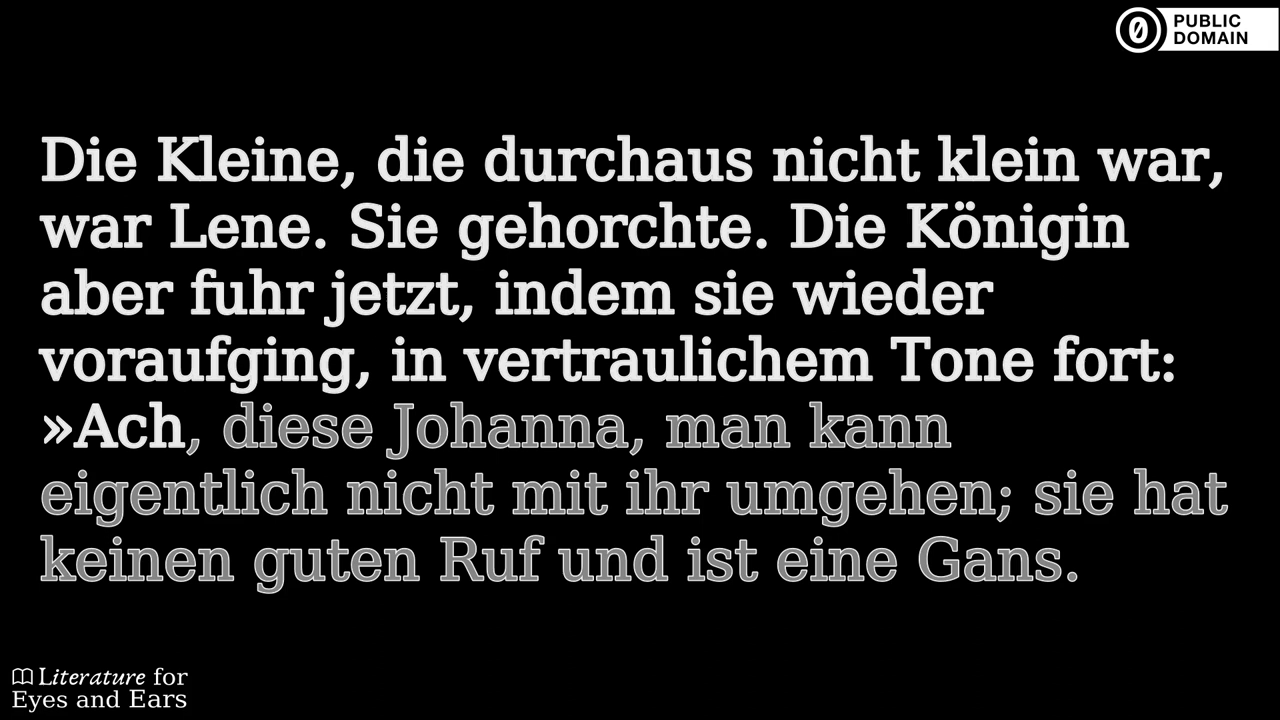 PUBLIC
DOMAIN
Die Kleine, die durchaus nicht klein war,
war Lene. Sie gehorchte. Die Königin
aber fuhr jetzt, indem sie wieder
voraufging, in vertraulichem Tone fort:
»Ach, diese Johanna, man kann
eigentlich nicht mit ihr umgehen; sie hat
keinen guten Ruf und ist eine Gans.
Literature for
Eyes and Ears